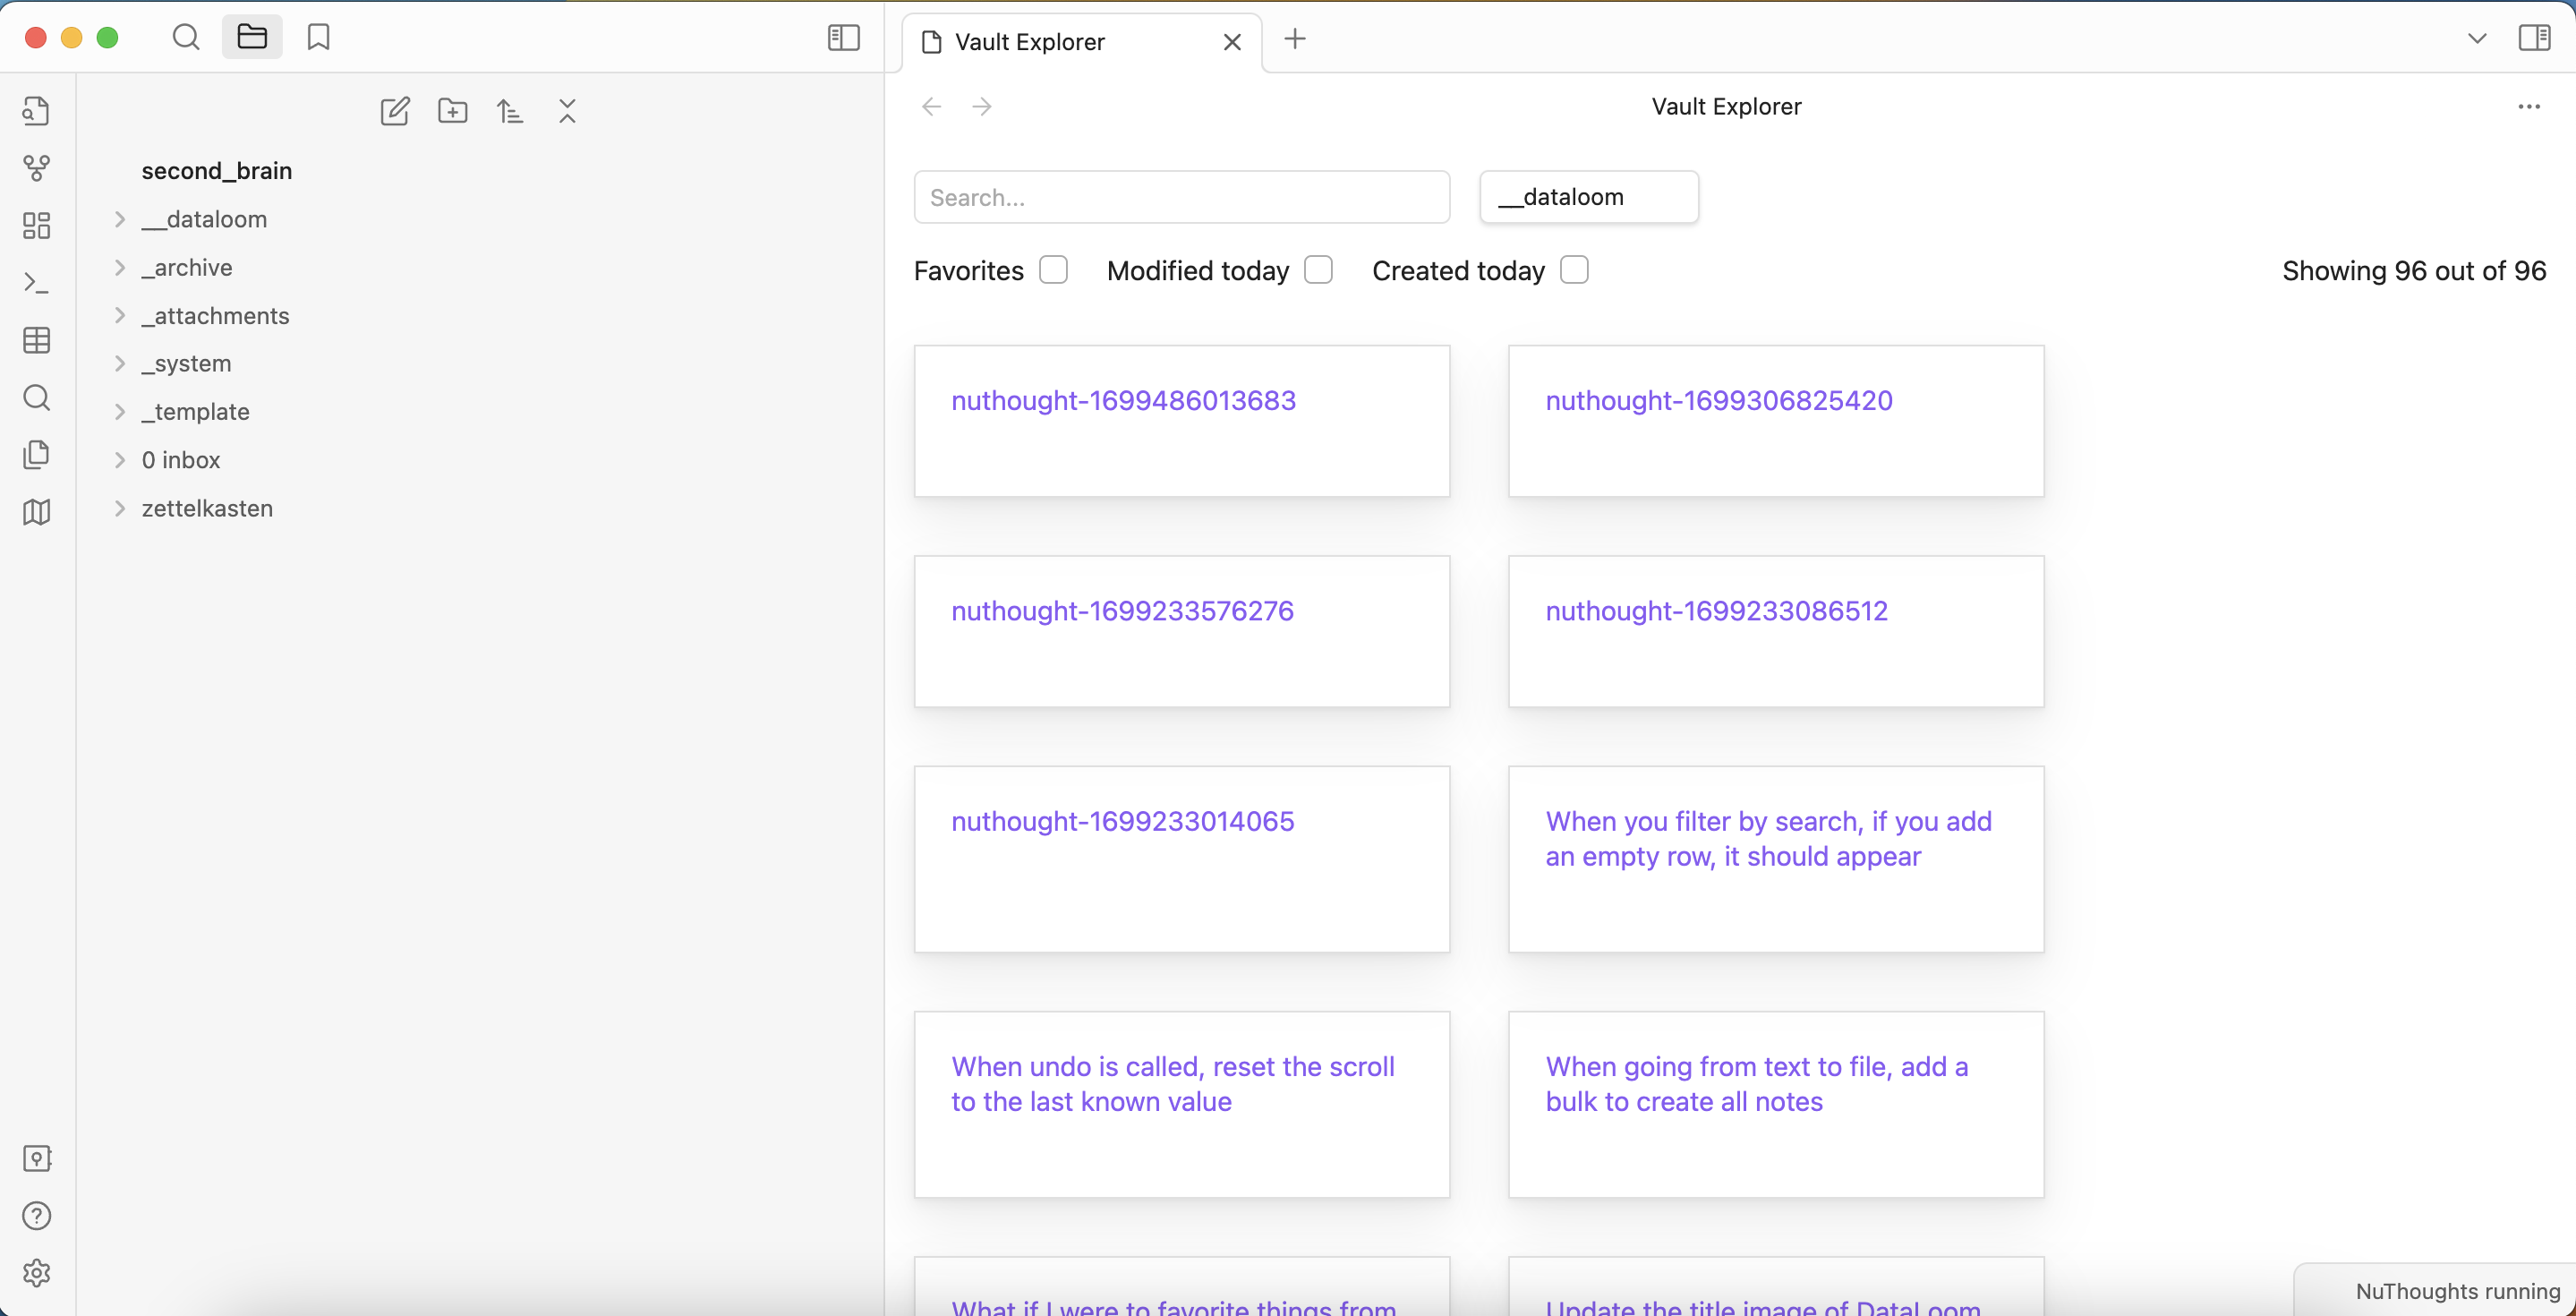 Vault Explorer
Vault Explorer
second_brain
__dataloom
_archive
_attachments
_system
_template
0 inbox
zettelkasten
Search...
__dataloom
Favorites
Modified today
Created today
Showing 96 out of 96
nuthought-1699486013683
nuthought-1699306825420
nuthought-1699233576276
nuthought-1699233086512
nuthought-1699233014065
When you filter by search, if you add
an empty row, it should appear
When undo is called, reset the scroll
to the last known value
When going from text to file, add a
bulk to create all notes
What if I were to favorite things from
Update the title image of DataLoom
NuThoughts running